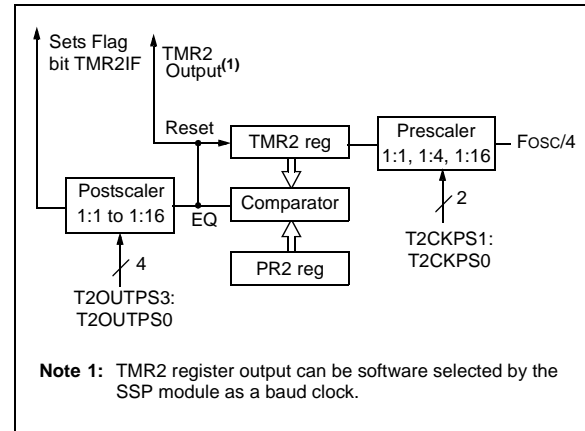 Sets Flag
bit TMR2IF
TMR2
Output(1)
Reset
TMR2 reg
Prescaler
1:1, 1:4, 1:16
FOSC/4
Postscaler
1:1 to 1:16
EQ
Comparator
2
T2CKPS1:
T2CKPS0
4
PR2 reg
T2OUTPS3:
T2OUTPS0
Note 1: TMR2 register output can be software selected by the
SSP module as a baud clock.